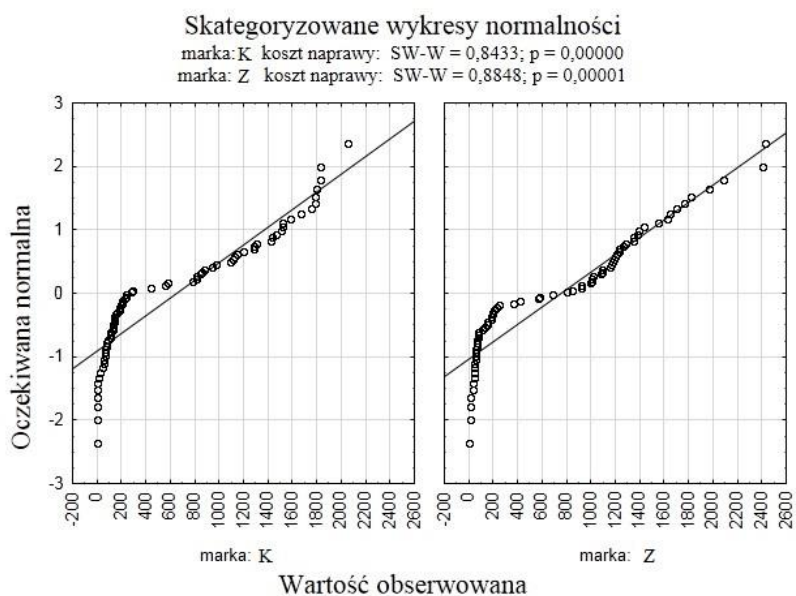 Skategoryzowane wykresy normalności
marka: K koszt naprawy: SW-W = 0,8433; p = 0,00000
marka: Z koszt naprawy: SW-W = 0,8848; p = 0,00001
Oczekiwana normalna
3
2
1
0
-1
-2
-3
-200 0 200 400 600 800 1000 1200 1400 1600 1800 2000 2200 2400 2600
-200 0 200 400 600 800 1000 1200 1400 1600 1800 2000 2200 2400 2600
marka: K
marka: Z
Wartość obserwowana